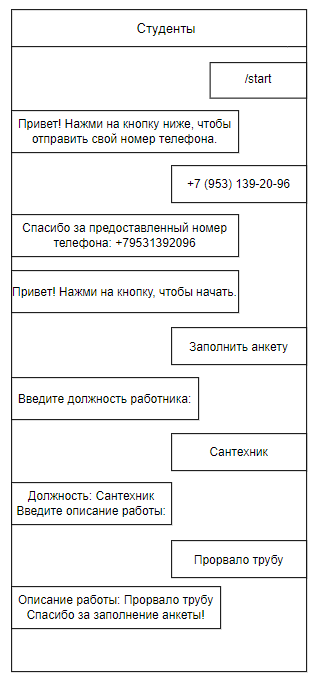 Студенты
/start
Привет! Нажми на кнопку ниже, чтобы
отправить свой номер телефона.
+7 (953) 139-20-96
Спасибо за предоставленный номер
телефона: +79531392096
Привет! Нажми на кнопку, чтобы начать.
Заполнить анкету
Введите должность работника:
Сантехник
Должность: Сантехник
Введите описание работы:
Прорвало трубу
Описание работы: Прорвало трубу
Спасибо за заполнение анкеты!